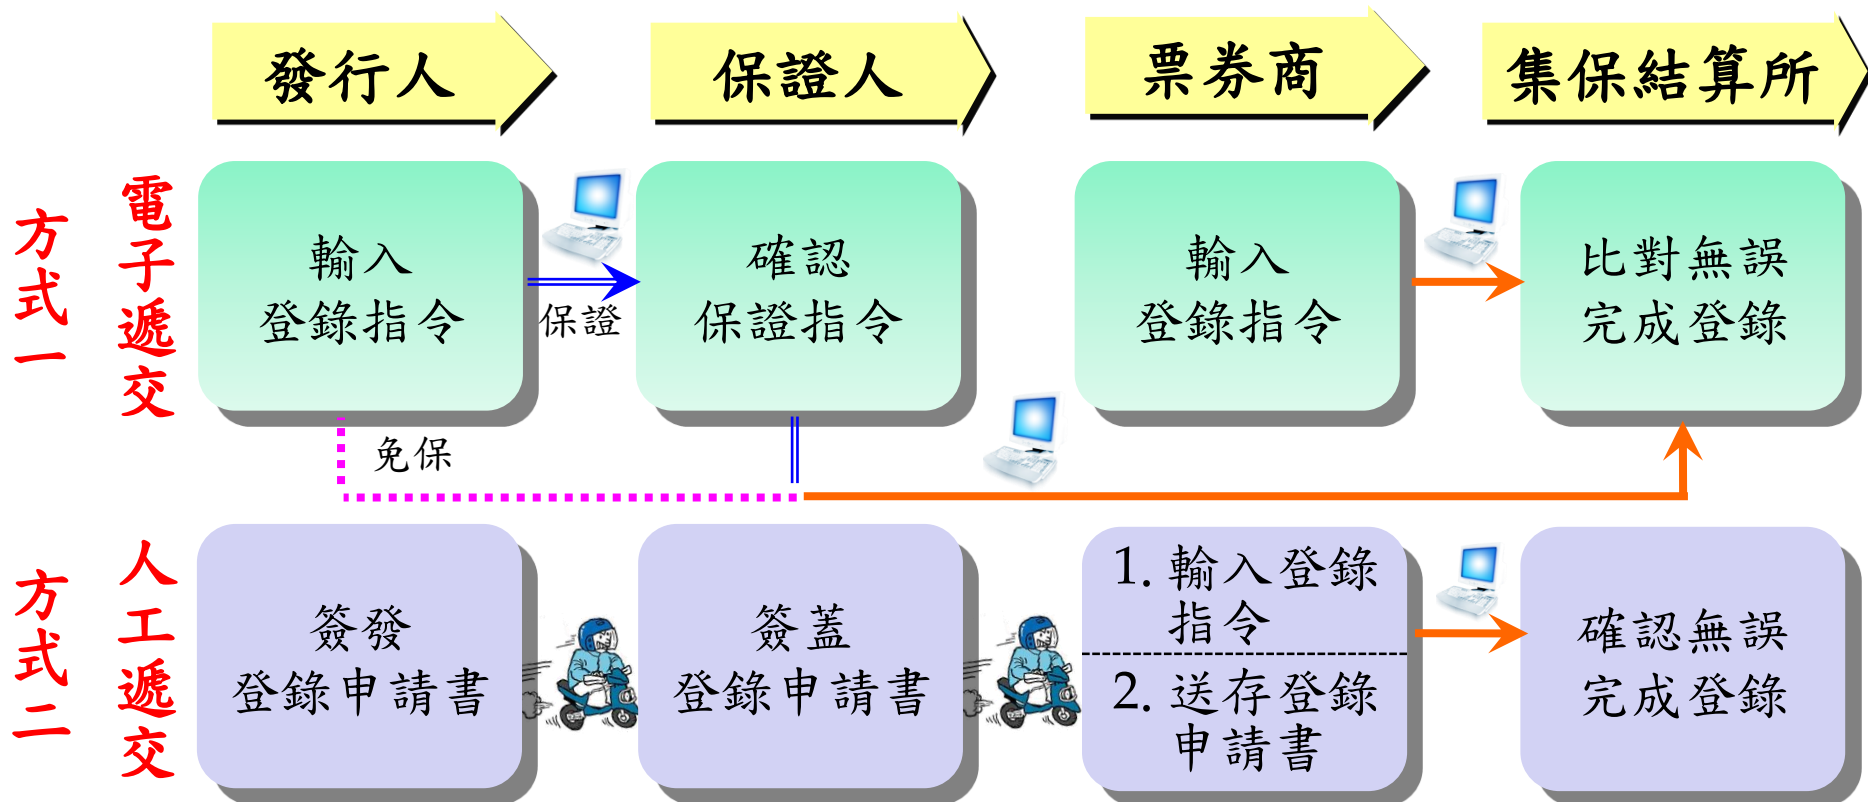 發行人
保證人
票券商
集保結算所
方式一
電子遞交
輸入
登錄指令
保證
確認
保證指令
輸入
登錄指令
比對無誤
完成登錄
免保
方式二
人工遞交
簽發
登錄申請書
簽蓋
登錄申請書
1. 輸入登錄
指令
2. 送存登錄
申請書
確認無誤
完成登錄